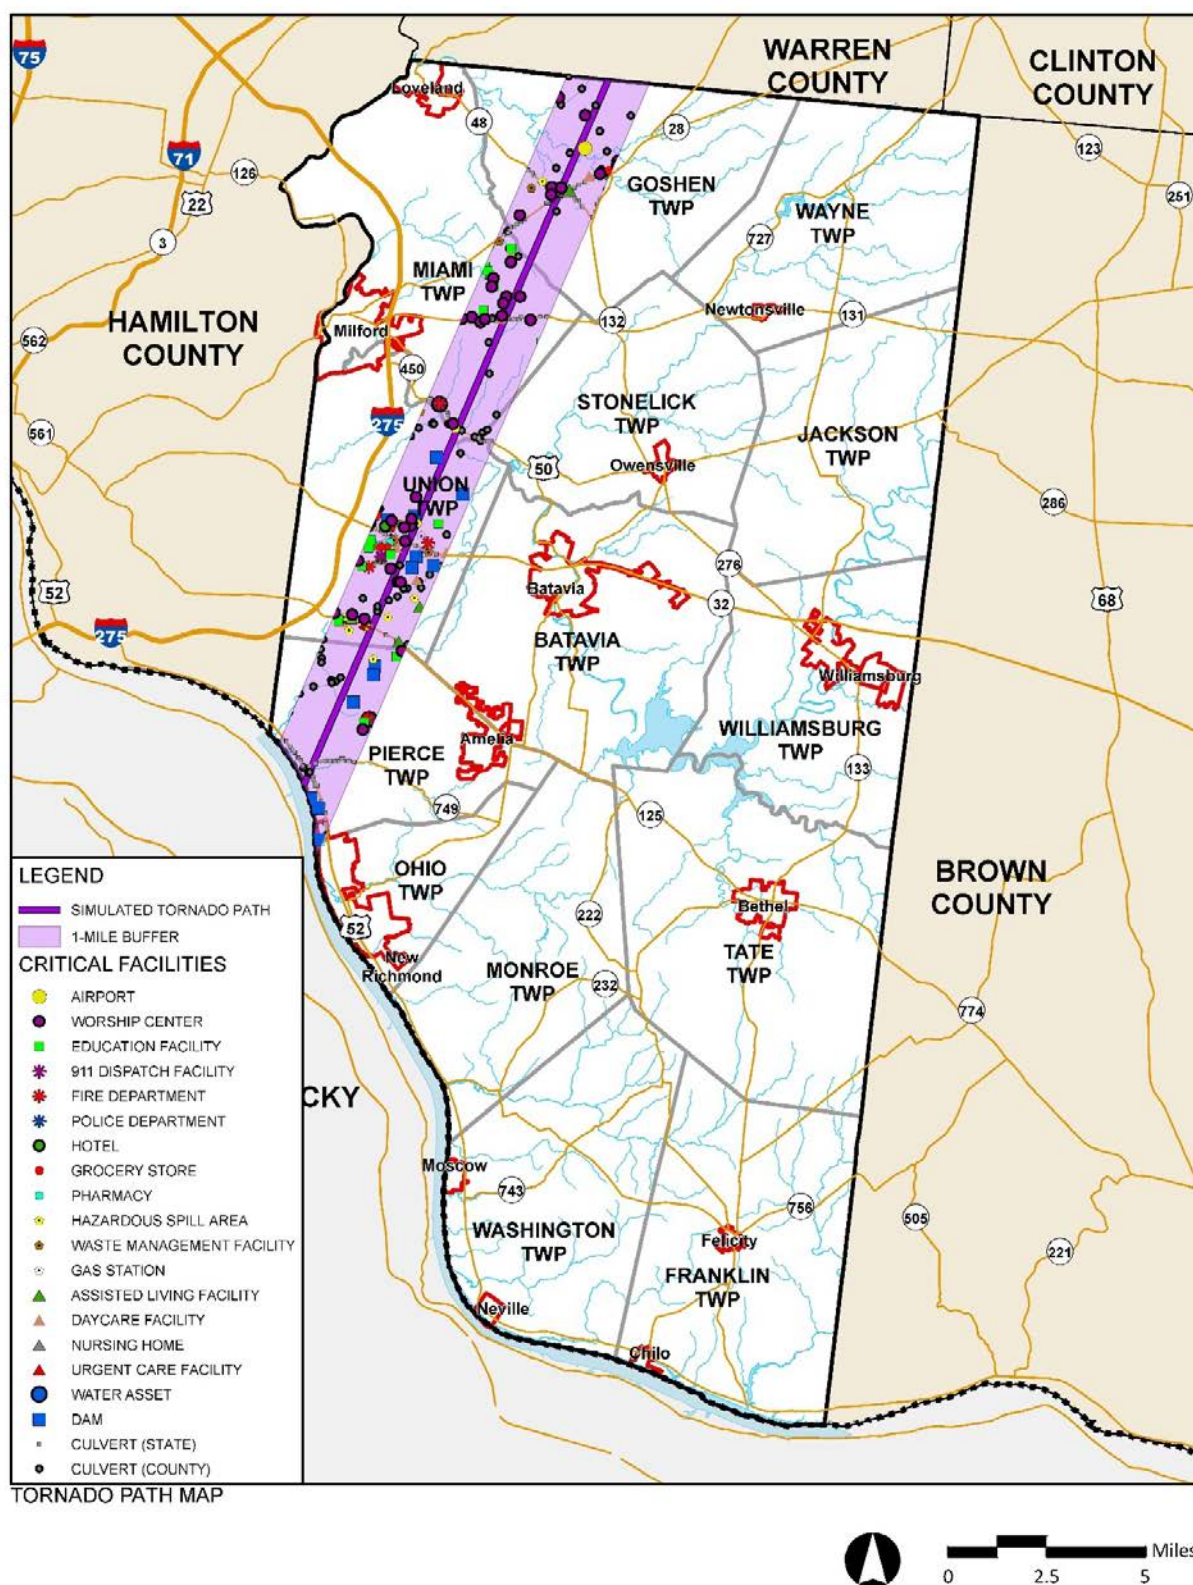 WARREN
COUNTY
CLINTON
COUNTY
75
Loveland
48
28
123
71
126
22
251
GOSHEN
TWP
WAYNE
TWP
3
727
MIAMI
TWP
HAMILTON
COUNTY
Newtonsville
131
132
Milford
562
450
STONELICK
TWP
275
561
JACKSON
TWP
50
Owensville
UNION
TWP
286
276
52
Batavia
32
68
275
BATAVIA
TWP
Williamsburg
WILLIAMSBURG
TWP
Amelia
PIERCE
TWP
133
749
125
OHIO
TWP
BROWN
COUNTY
Bethel
222
52
New
Richmond
MONROE
TWP
TATE
TWP
232
774
CKY
Moscow
743
756
505
WASHINGTON
TWP
Felicity
221
FRANKLIN
TWP
Neville
Chilo
LEGEND
SIMULATED TORNADO PATH
1-MILE BUFFER
CRITICAL FACILITIES
AIRPORT
WORSHIP CENTER
EDUCATION FACILITY
911 DISPATCH FACILITY
FIRE DEPARTMENT
POLICE DEPARTMENT
HOTEL
GROCERY STORE
PHARMACY
HAZARDOUS SPILL AREA
WASTE MANAGEMENT FACILITY
GAS STATION
ASSISTED LIVING FACILITY
DAYCARE FACILITY
NURSING HOME
URGENT CARE FACILITY
WATER ASSET
DAM
CULVERT (STATE)
CULVERT (COUNTY)
TORNADO PATH MAP
Miles
0 2.5 5